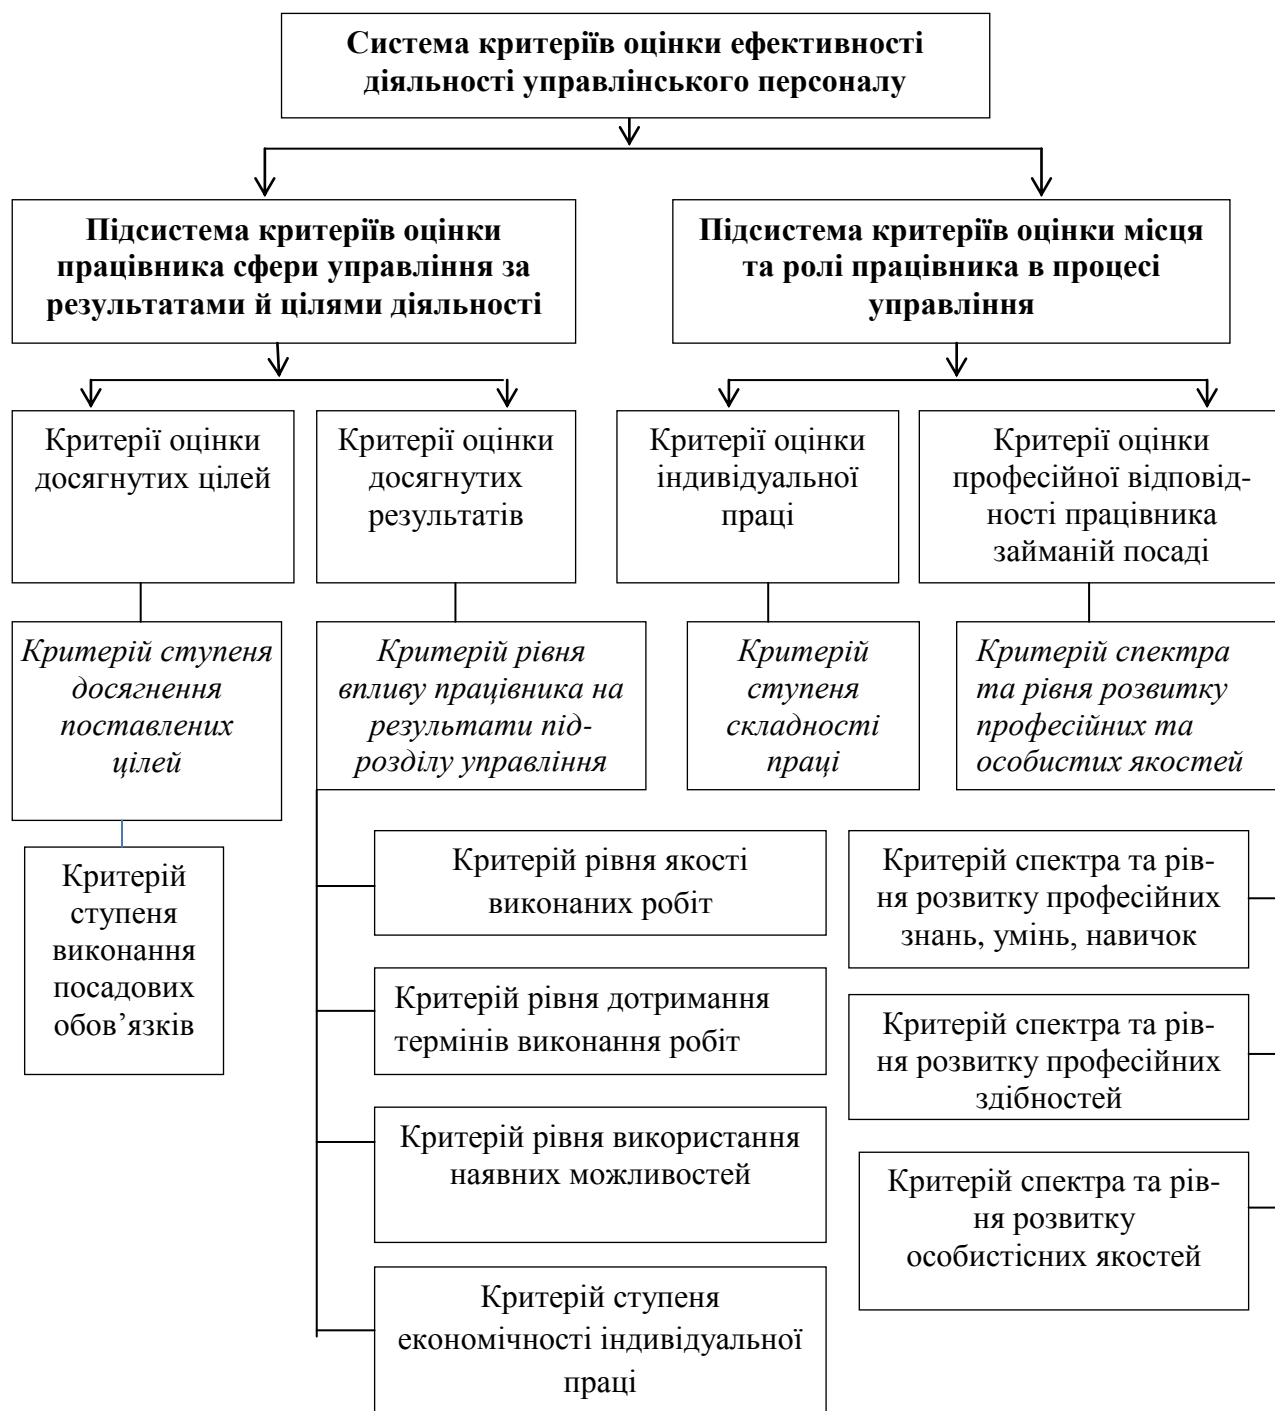 Система критеріїв оцінки ефективності
діяльності управлінського персоналу
Підсистема критеріїв оцінки
працівника сфери управління за
результатами й цілями діяльності
Підсистема критеріїв оцінки місця
та ролі працівника в процесі
управління
Критерії оцінки
досягнутих цілей
Критерії оцінки
досягнутих
результатів
Критерії оцінки
індивідуальної
праці
Критерії оцінки
професійної відповід-
ності працівника
займаній посаді
Критерій ступеня
досягнення
поставлених
цілей
Критерій рівня
впливу працівника на
результати під-
розділу управління
Критерій
ступеня
складності
праці
Критерій спектра
та рівня розвитку
професійних та
особистих якостей
Критерій
ступеня
виконання
посадових
обов’язків
Критерій рівня якості
виконаних робіт
Критерій рівня дотримання
термінів виконання робіт
Критерій рівня використання
наявних можливостей
Критерій ступеня
економічності індивідуальної
праці
Критерій спектра та рів-
ня розвитку професійних
знань, умінь, навичок
Критерій спектра та рів-
ня розвитку професійних
здібностей
Критерій спектра та рів-
ня розвитку
особистісних якостей